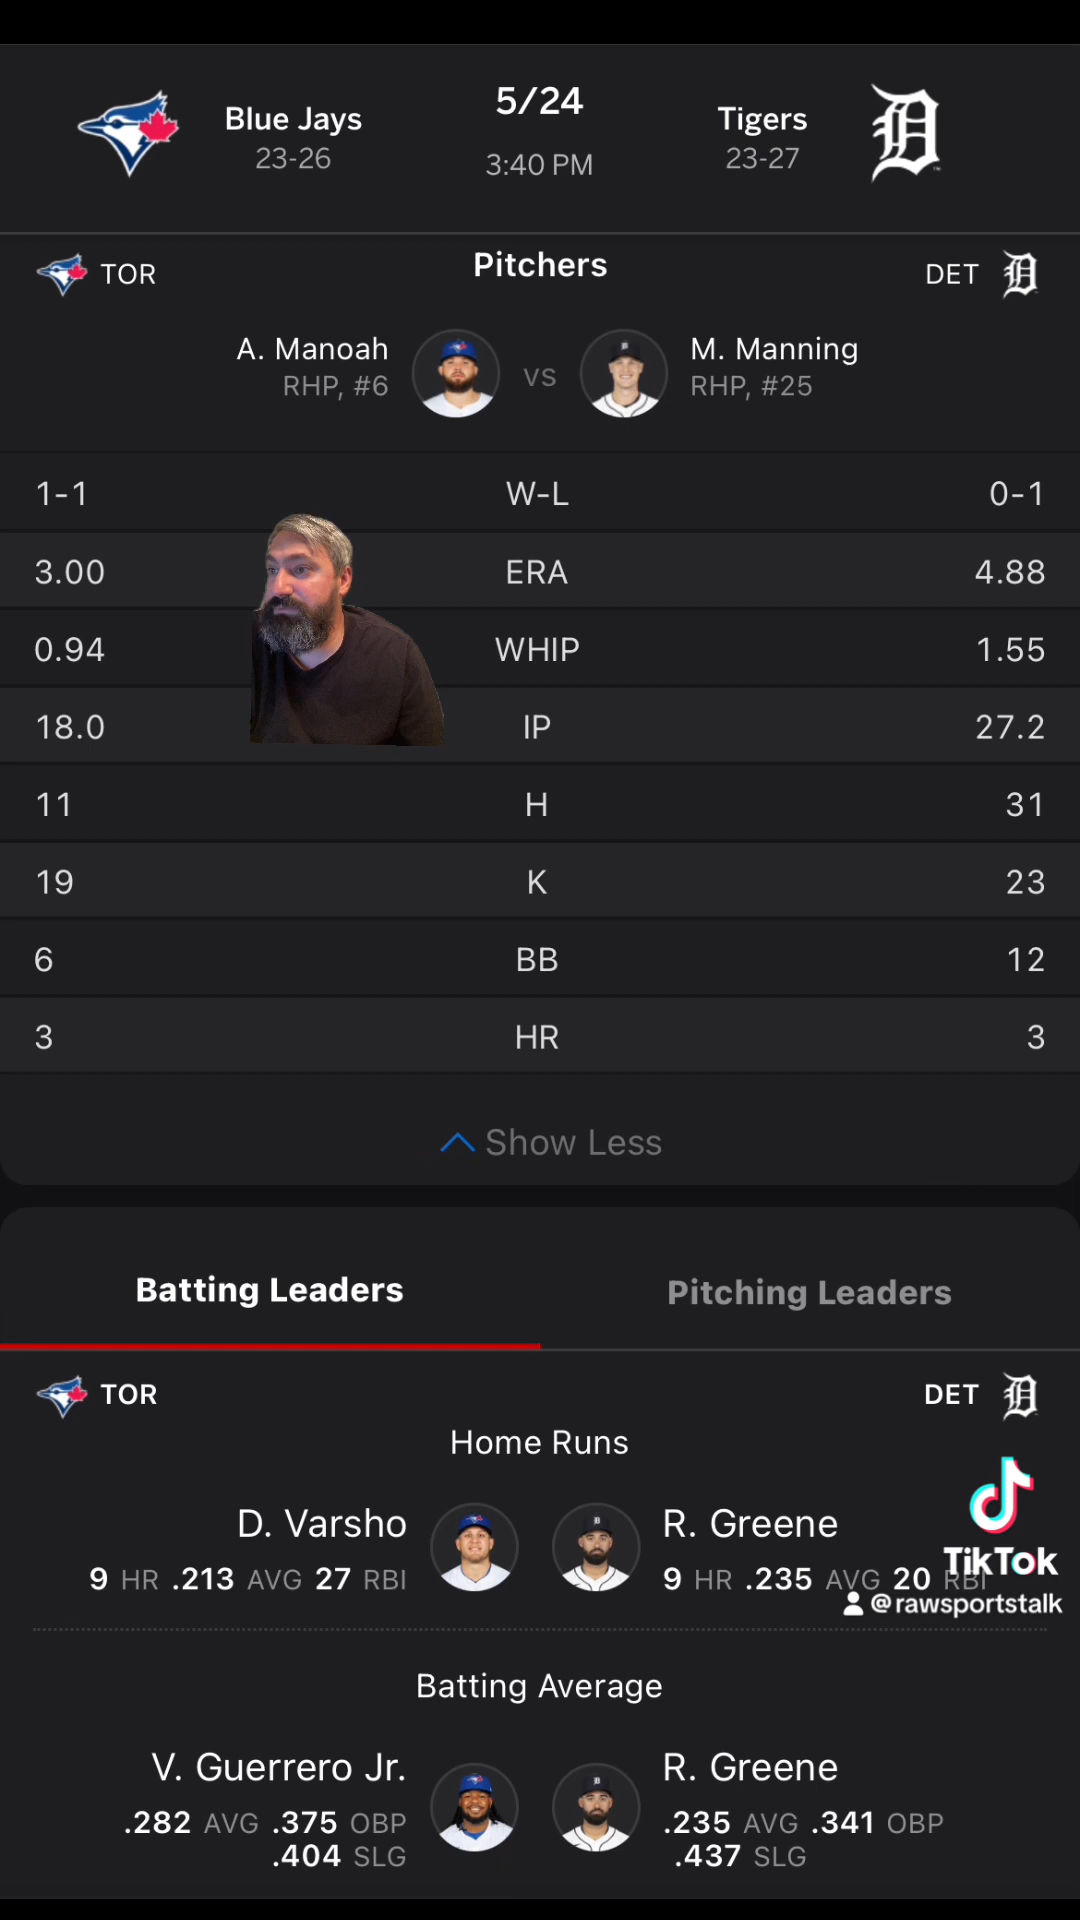 Blue Jays
23-26
5/24
3:40 PM
Tigers
23-27
TOR
Pitchers
DET
A. Manoah
RHP, #6
vs
M. Manning
RHP, #25
1-1 W-L 0-1
3.00 ERA 4.88
0.94 WHIP 1.55
18.0 IP 27.2
11 H 31
19 K 23
6 BB 12
3 HR 3
Show Less
Batting Leaders
Pitching Leaders
TOR
DET
Home Runs
D. Varsho
9 HR .213 AVG 27 RBI
R. Greene
9 HR .235 AVG 20 RBI
TikTok
@rawsportstalk
Batting Average
V. Guerrero Jr.
.282 AVG .375 OBP
.404 SLG
R. Greene
.235 AVG .341 OBP
.437 SLG